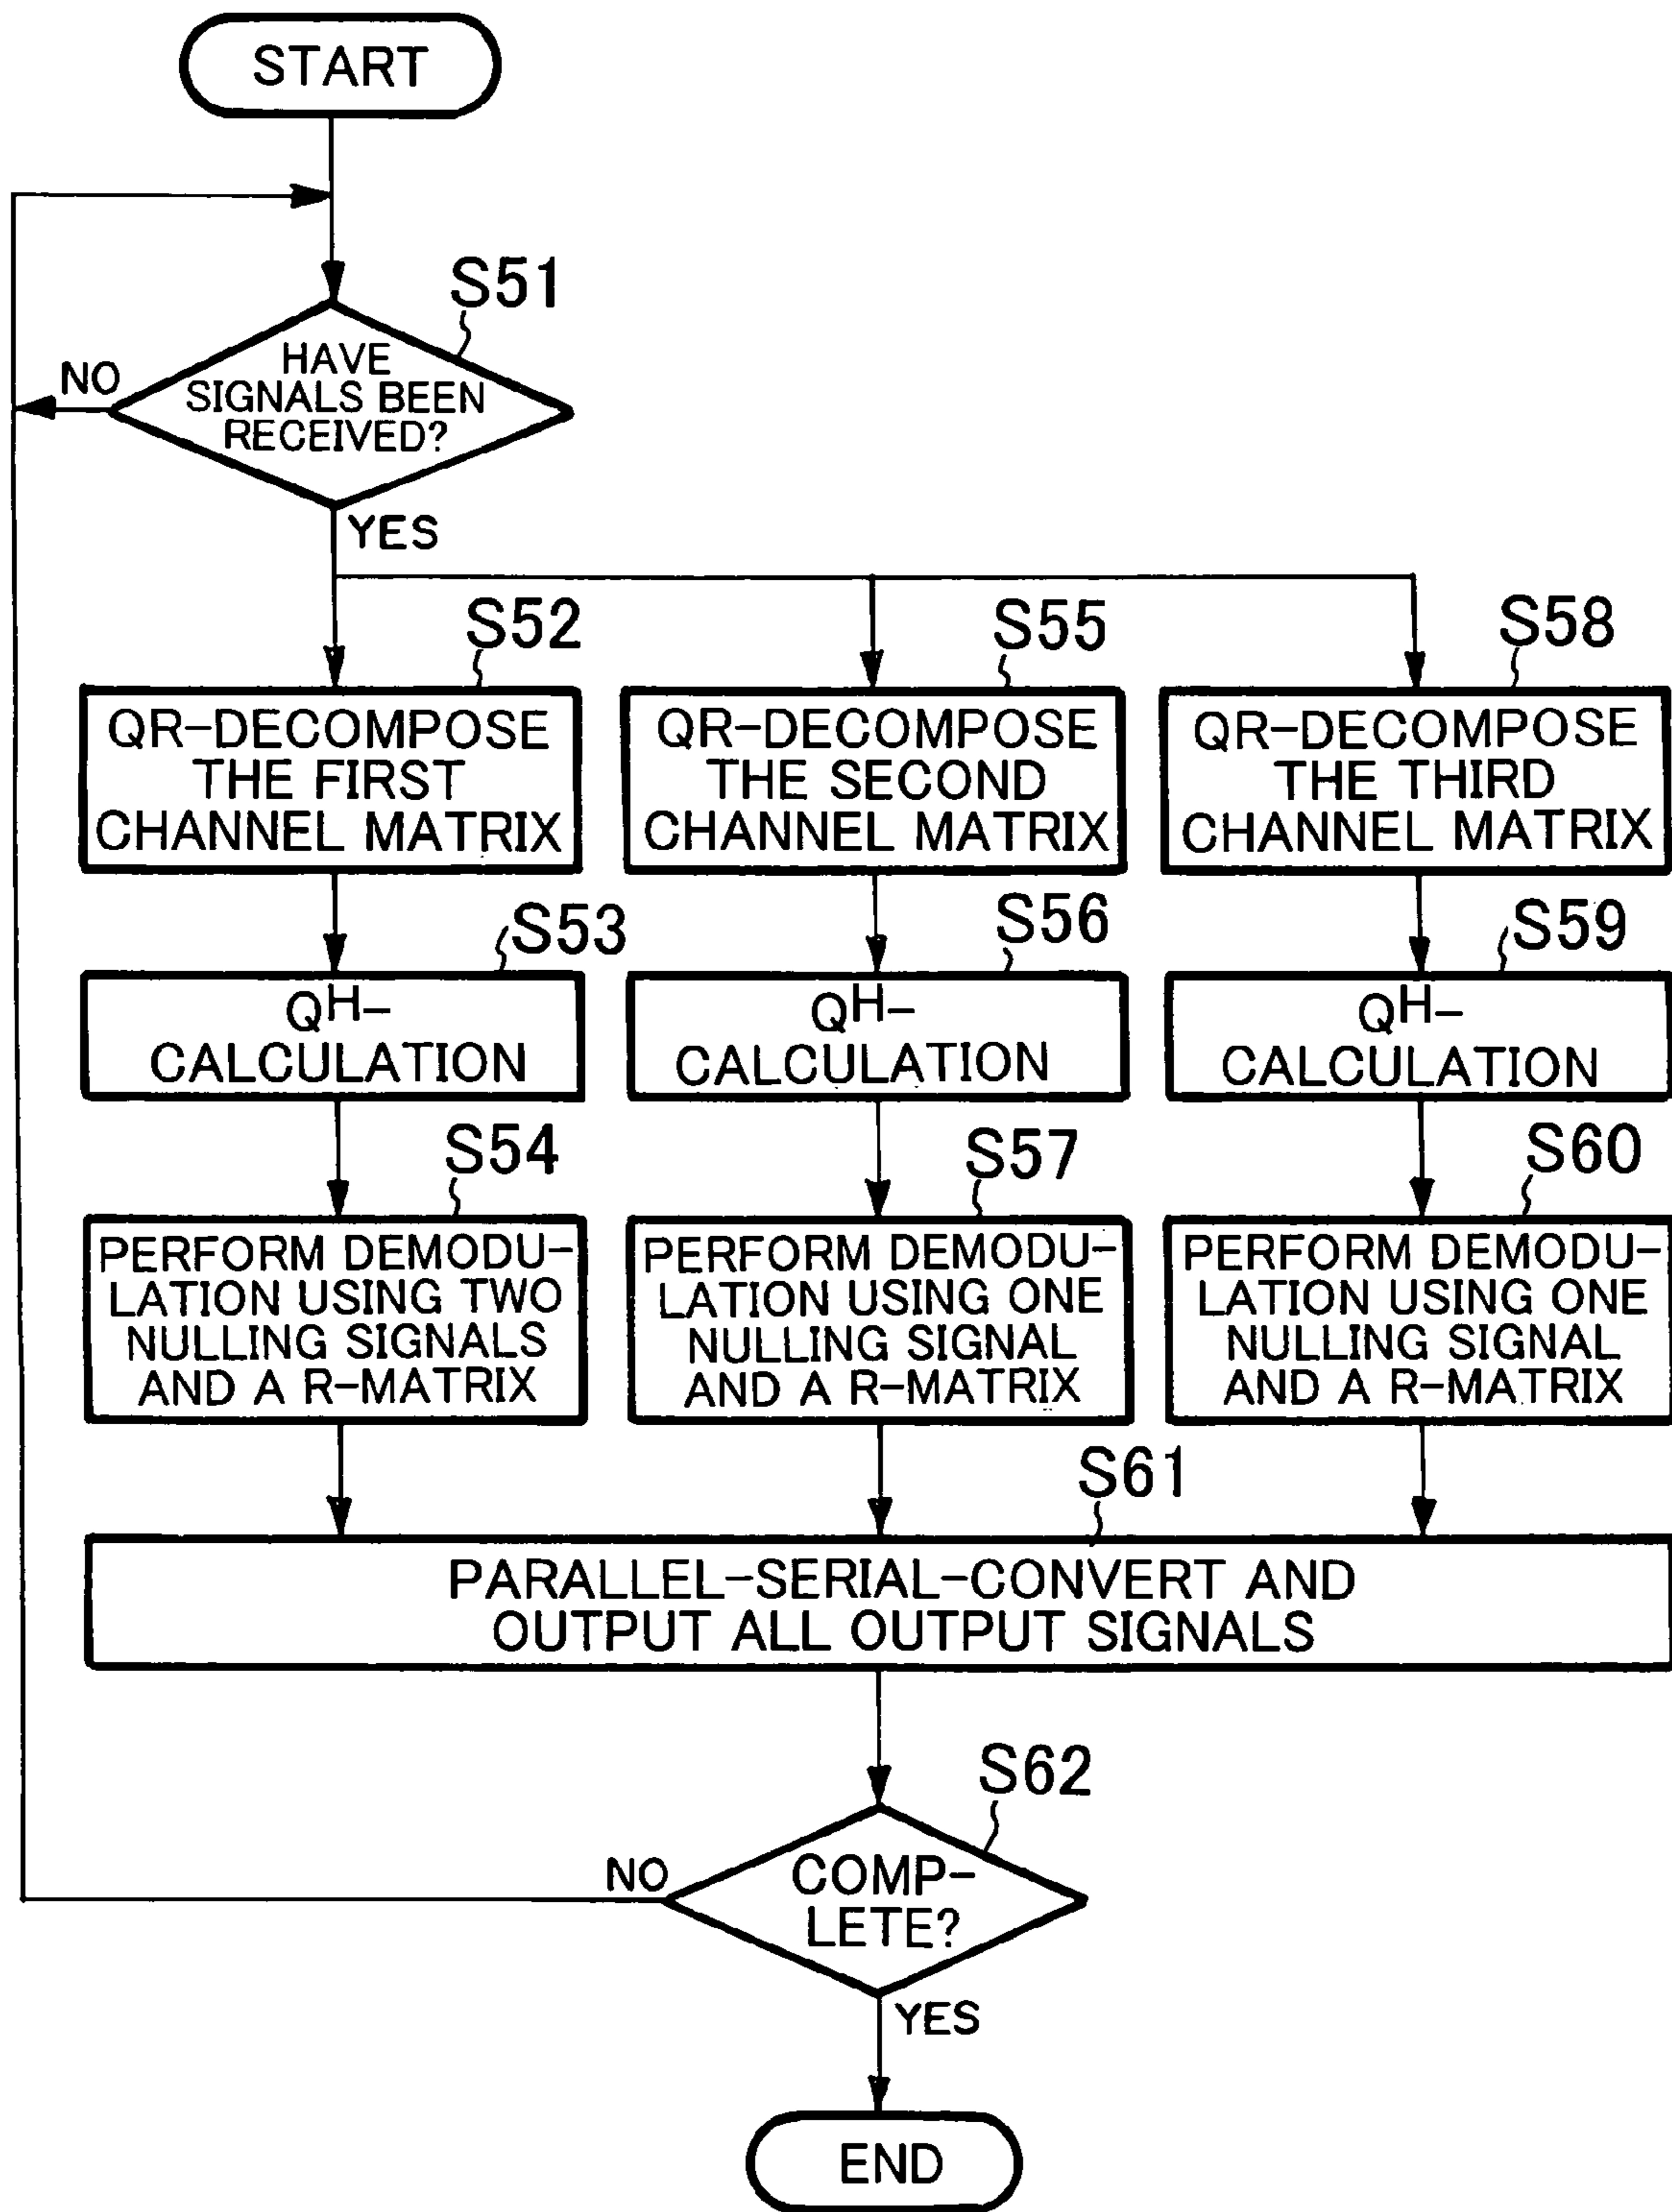 START
S51
HAVE
SIGNALS BEEN
RECEIVED?
NO
YES
S52
QR-DECOMPOSE
THE FIRST
CHANNEL MATRIX
S53
QH-
CALCULATION
S54
PERFORM DEMODU-
LATION USING TWO
NULLING SIGNALS
AND A R-MATRIX
S55
QR-DECOMPOSE
THE SECOND
CHANNEL MATRIX
S56
QH-
CALCULATION
S57
PERFORM DEMODU-
LATION USING ONE
NULLING SIGNAL
AND A R-MATRIX
S58
QR-DECOMPOSE
THE THIRD
CHANNEL MATRIX
S59
QH-
CALCULATION
S60
PERFORM DEMODU-
LATION USING ONE
NULLING SIGNAL
AND A R-MATRIX
S61
PARALLEL-SERIAL-CONVERT AND
OUTPUT ALL OUTPUT SIGNALS
S62
COMP-
LETE?
NO
YES
END